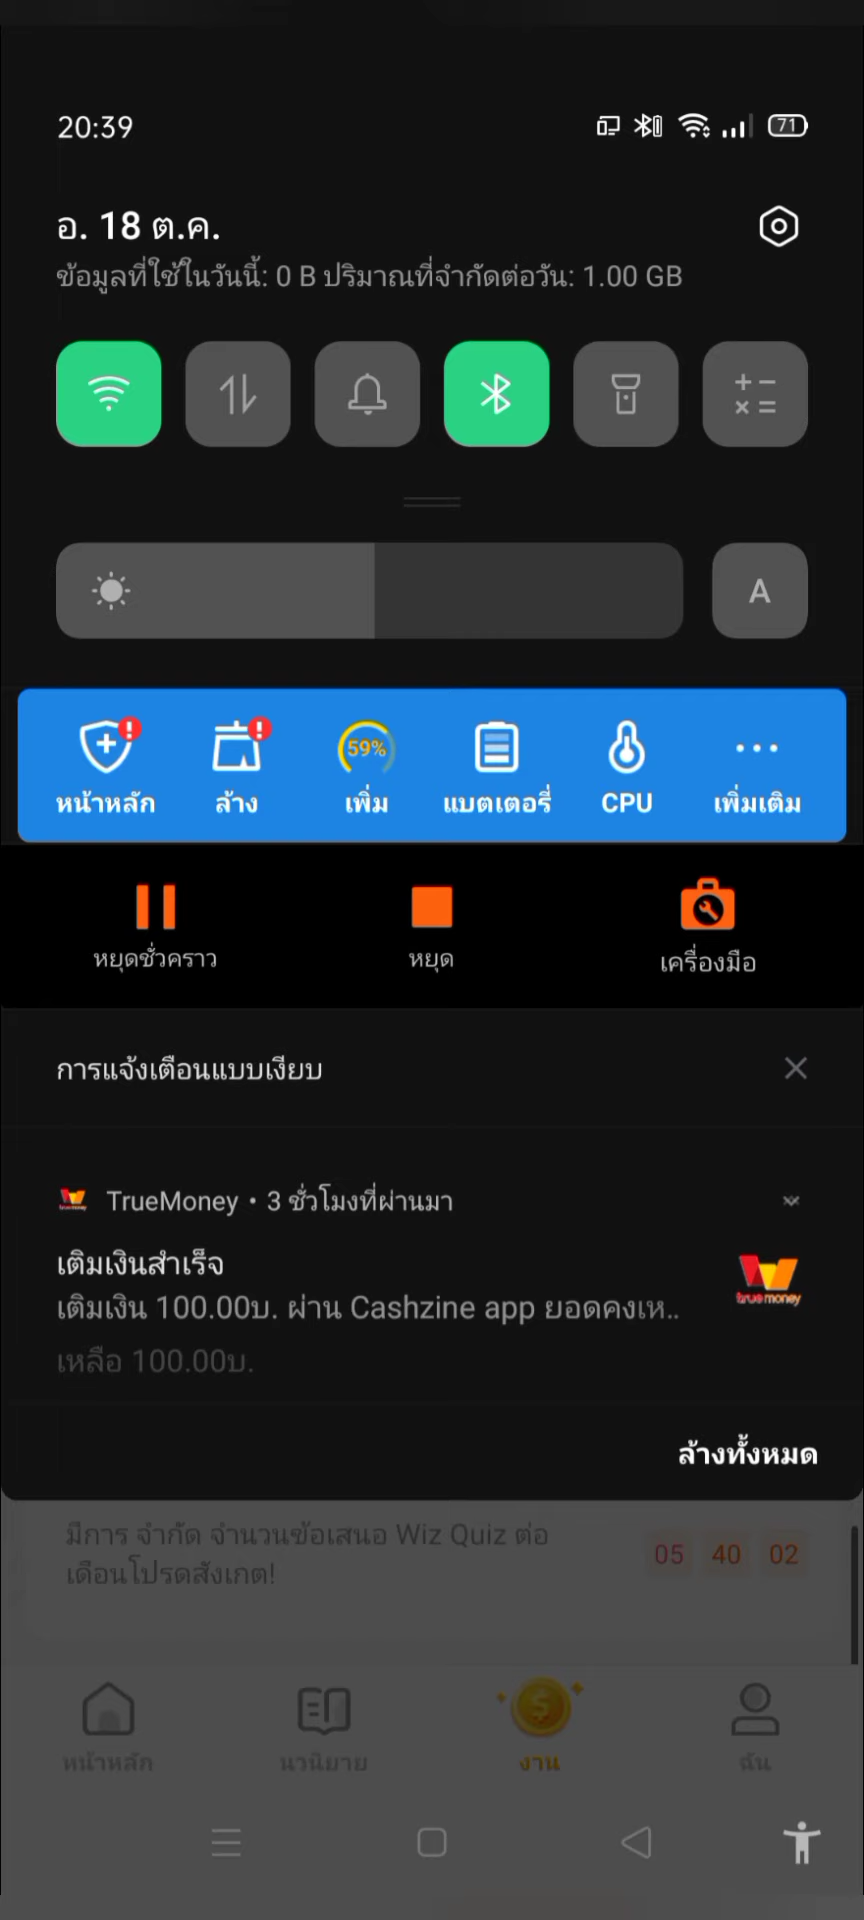 20:39
71
อ. 18 ต.ค.
ข้อมูลที่ใช้ในวันนี้: 0 B ปริมาณที่จำกัดต่อวัน: 1.00 GB
A
59%
หน้าหลัก ล้าง เพิ่ม แบตเตอรี่ CPU เพิ่มเติม
หยุดชั่วคราว หยุด เครื่องมือ
การแจ้งเตือนแบบเงียบ
TrueMoney • 3 ชั่วโมงที่ผ่านมา
เติมเงินสำเร็จ
เติมเงิน 100.00บ. ผ่าน Cashzine app ยอดคงเห..
true money
เหลือ 100.00บ.
ล้างทั้งหมด
มีการ จำกัด จำนวนข้อเสนอ Wiz Quiz ต่อ
เดือนโปรดสังเกต!
05 40 02
หน้าหลัก นวนิยาย งาน ฉัน